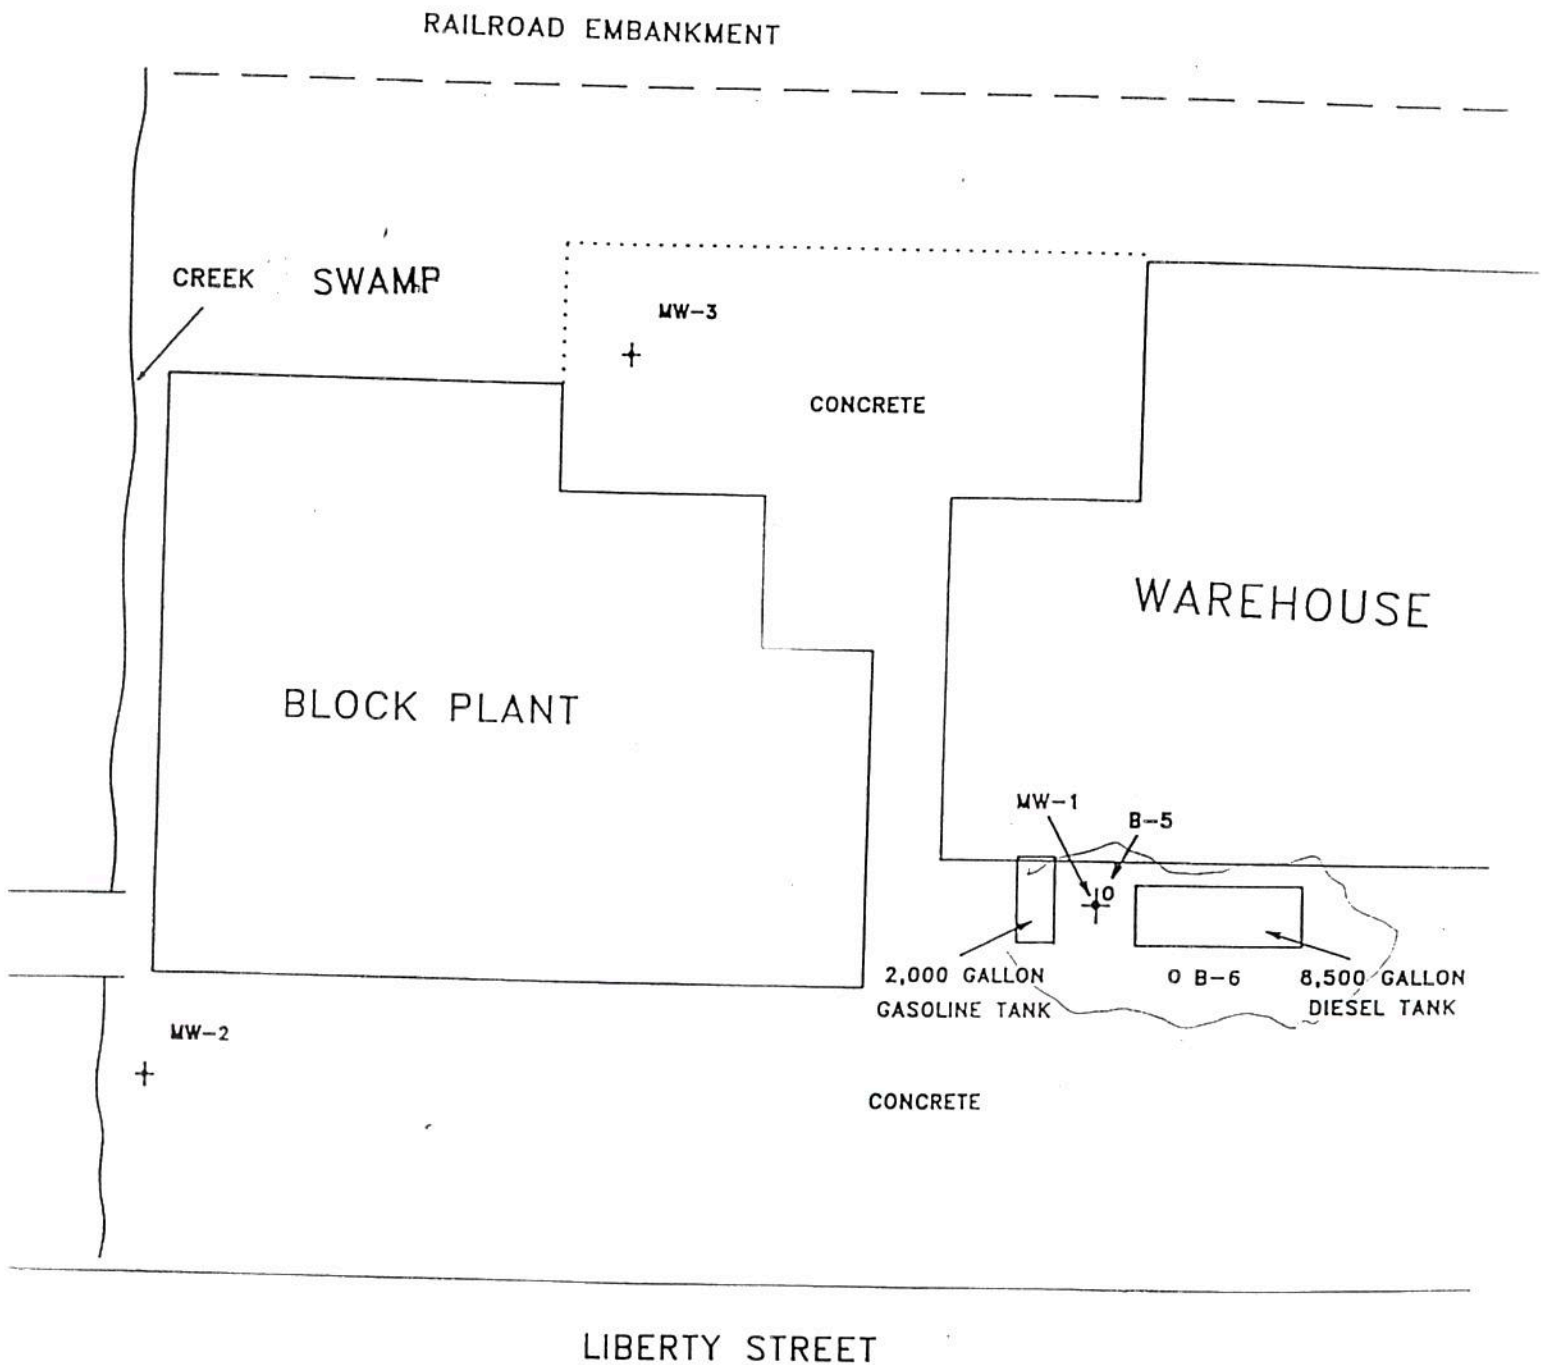 RAILROAD EMBANKMENT
CREEK
SWAMP
MW-3
CONCRETE
WAREHOUSE
BLOCK PLANT
MW-1
B-5
2,000 GALLON
GASOLINE TANK
O B-6
8,500 GALLON
DIESEL TANK
MW-2
CONCRETE
LIBERTY STREET